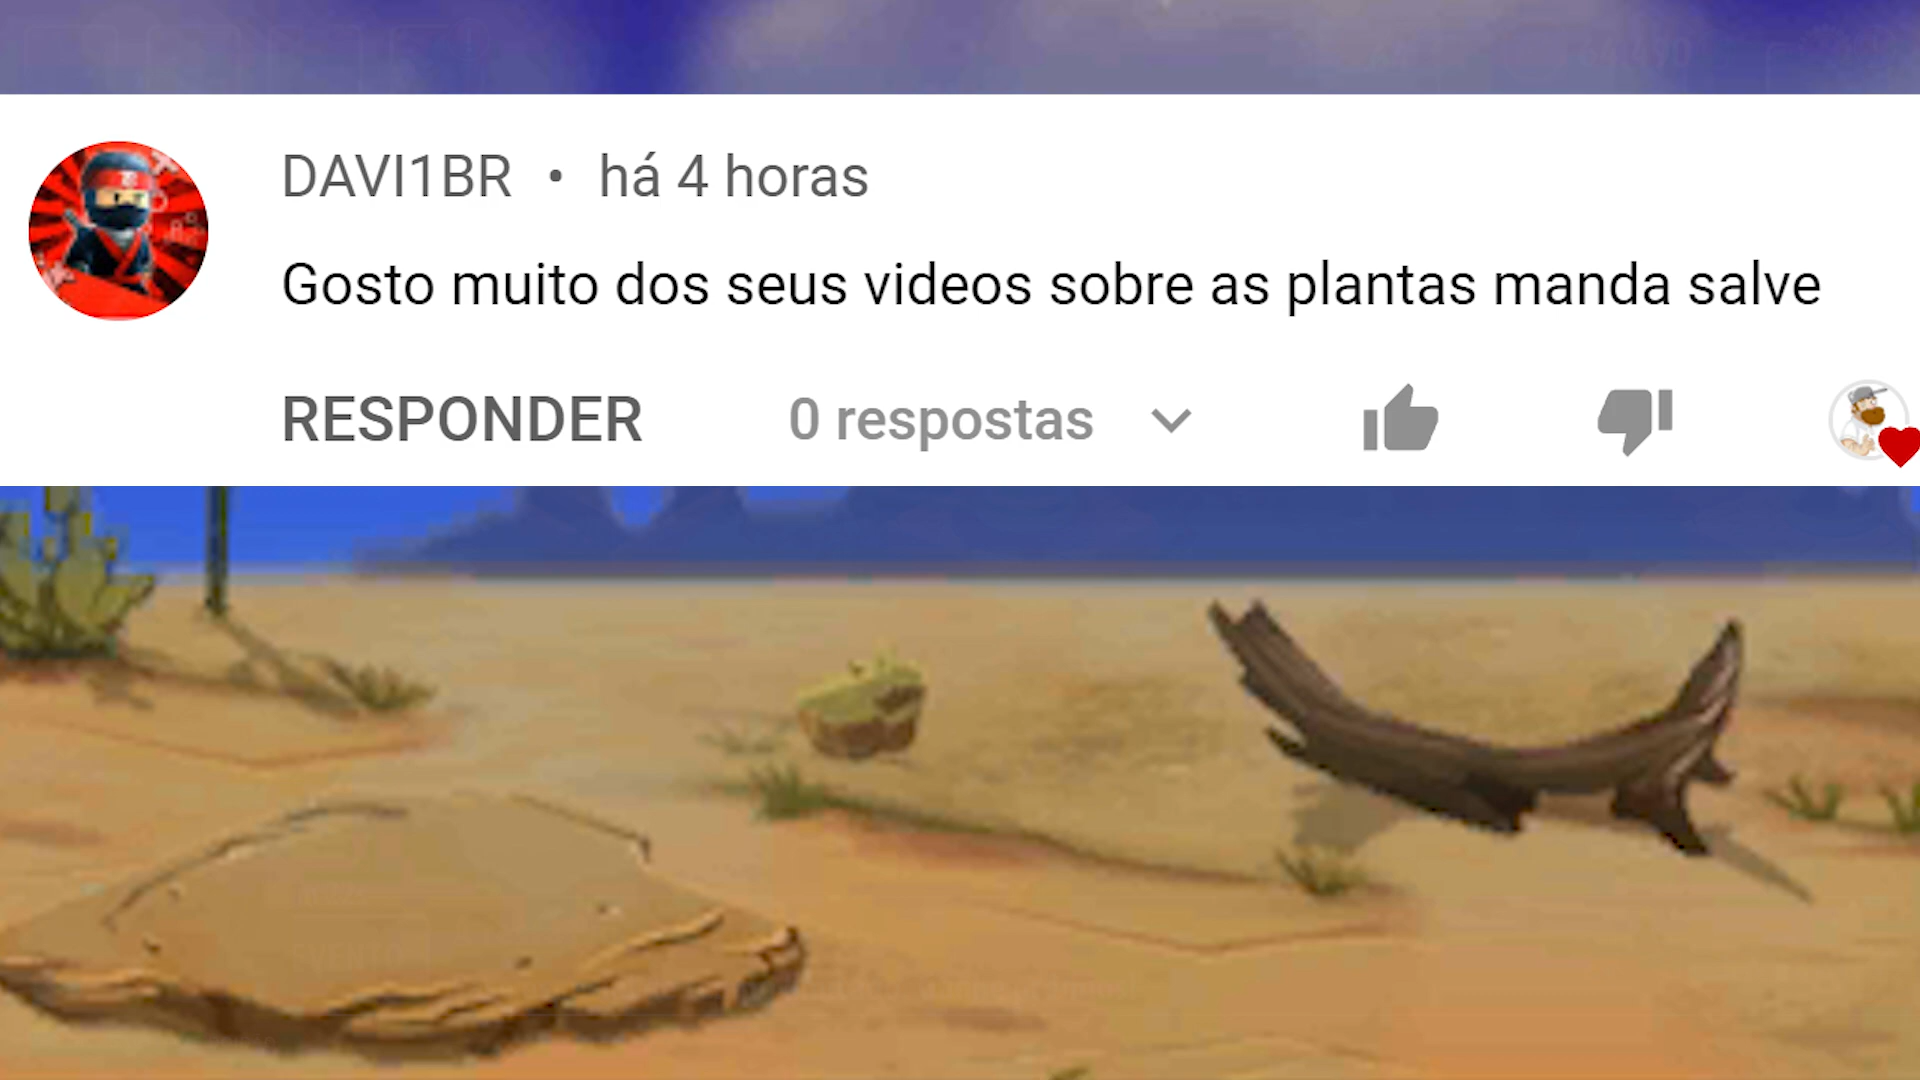 DAVI1BR • há 4 horas
Gosto muito dos seus videos sobre as plantas manda salve
RESPONDER 0 respostas